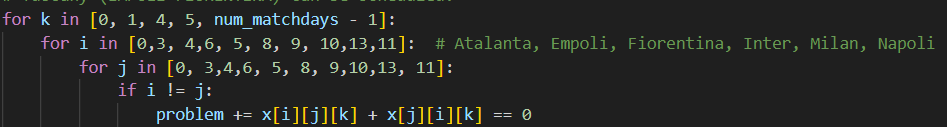 for k in [0, 1, 4, 5, num_matchdays - 1]:
for i in [0,3, 4,6, 5, 8, 9, 10,13,11]:  # Atalanta, Empoli, Fiorentina, Inter, Milan, Napoli
for j in [0, 3,4,6, 5, 8, 9,10,13, 11]:
if i != j:
problem += x[i][j][k] + x[j][i][k] == 0